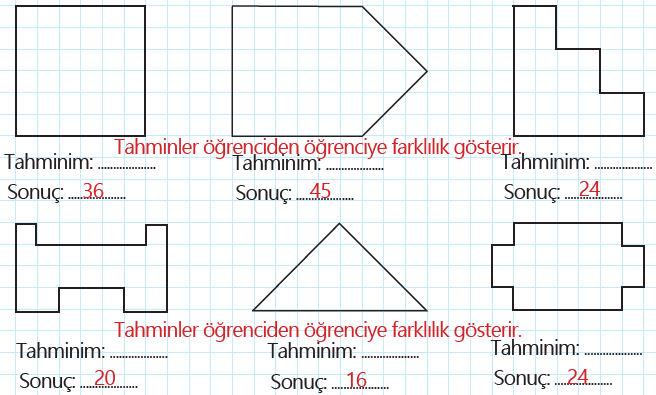 Tahminler öğrenciden öğrenciye farklılık gösterir.
Tahminim: ...................
Tahminim: ...................
Tahminim: ...................
Sonuç: ...36...
Sonuç: ...45...
Sonuç: ...24...
Tahminler öğrenciden öğrenciye farklılık gösterir.
Tahminim: ...................
Tahminim: ...................
Tahminim: ...................
Sonuç: ...20...
Sonuç: ...16...
Sonuç: ...24...